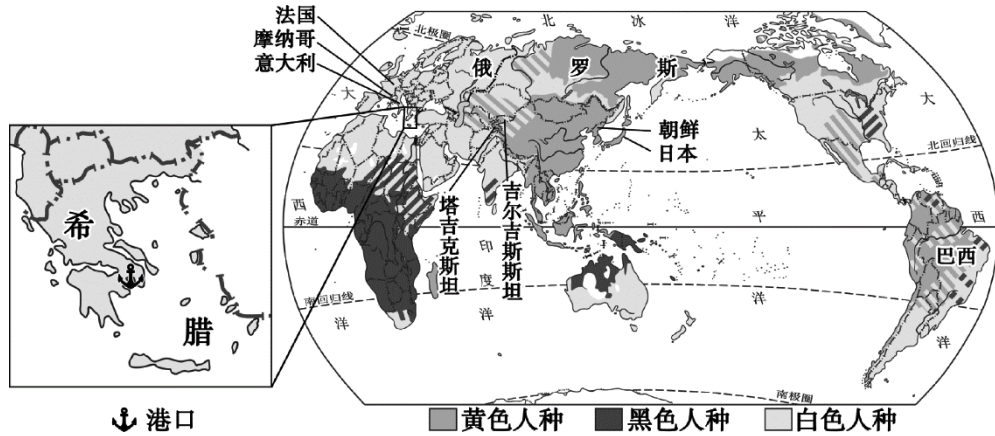 法国
摩纳哥
意大利
北冰洋
北极圈
俄罗斯
大
西
洋
希腊
塔吉克斯坦
吉尔吉斯斯坦
朝鲜
日本
太
平
洋
印
度
洋
北回归线
赤道
南回归线
南极圈
大
西
洋
巴西
港口
黄色人种
黑色人种
白色人种